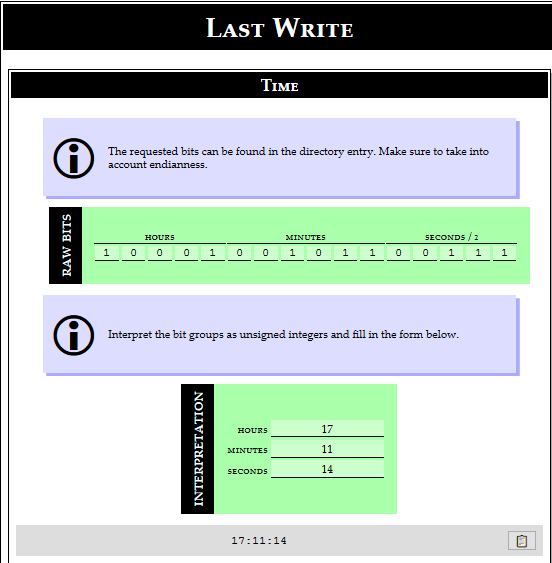 Last Write
Time
The requested bits can be found in the directory entry. Make sure to take into
account endianness.
RAW BITS
HOURS MINUTES SECONDS / 2
1 0 0 0 1 0 0 1 0 1 1 0 0 1 1 1
Interpret the bit groups as unsigned integers and fill in the form below.
INTERPRETATION
HOURS 17
MINUTES 11
SECONDS 14
17:11:14